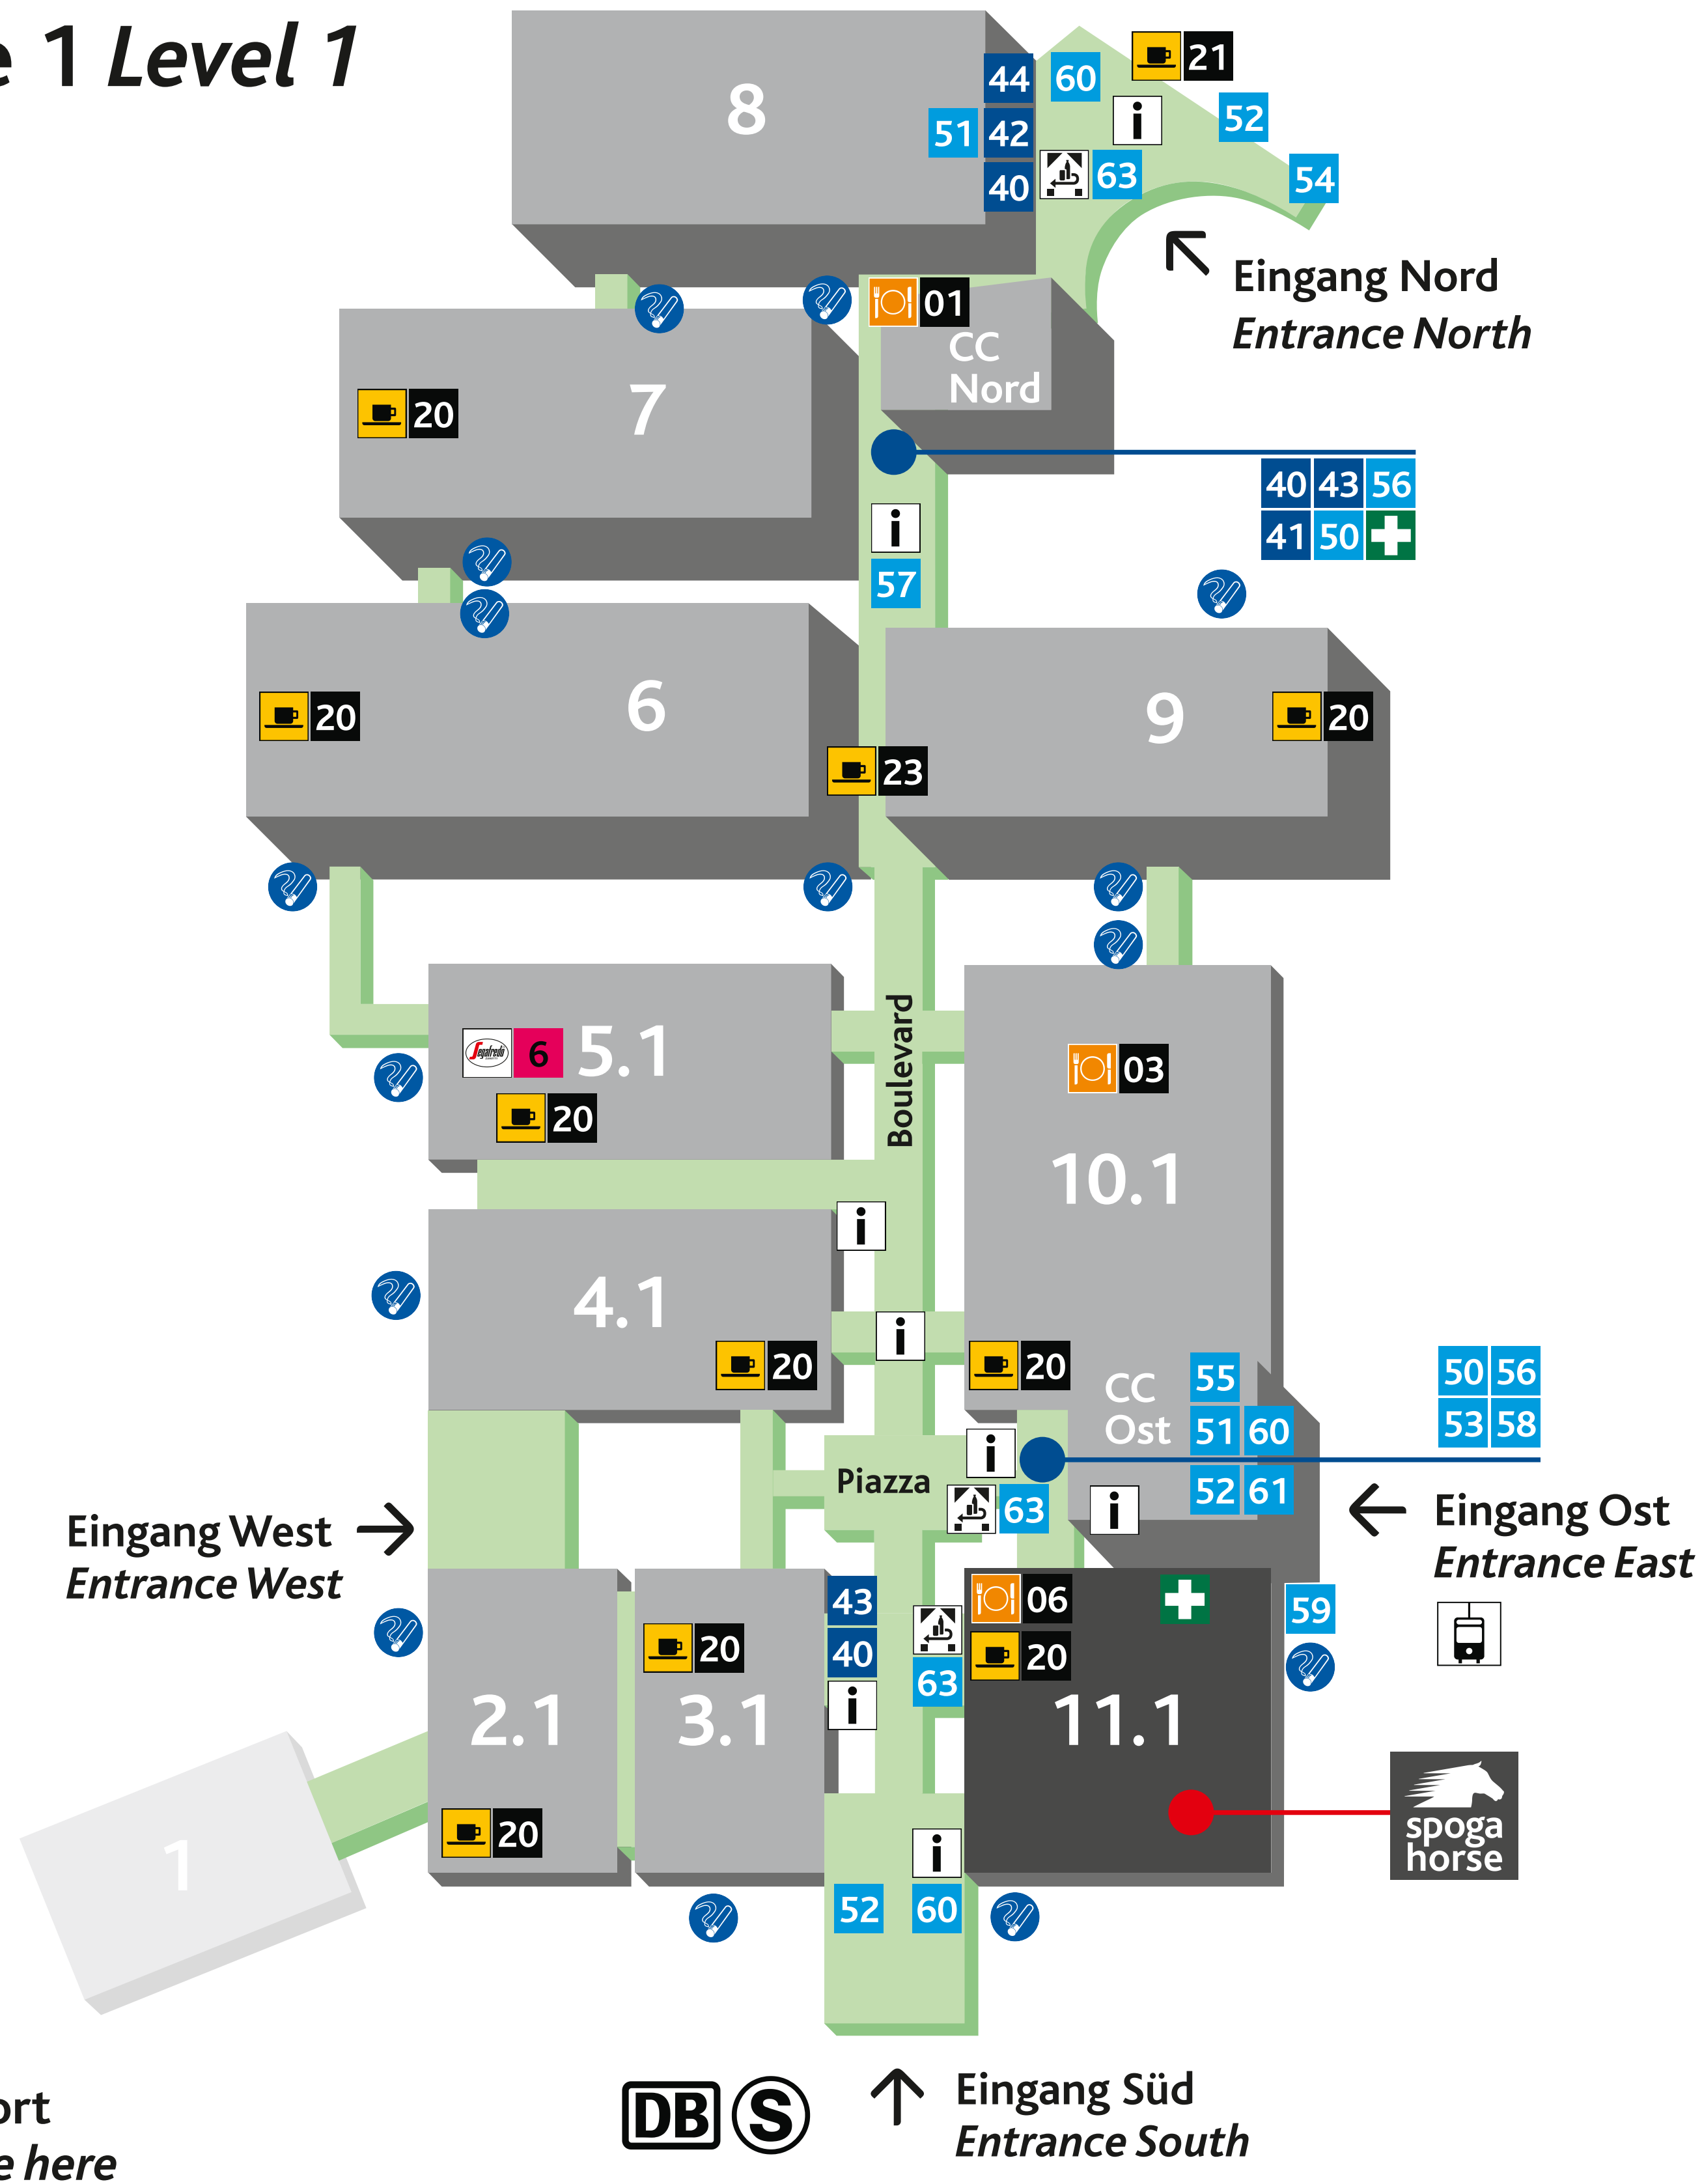 e 1 Level 1
21
44 60
8
i 52
51 42
40 63 54
Eingang Nord
Entrance North
01
CC
Nord
20 7
40 43 56
41 50
i
57
20 6
9 20
23
Boulevard
Segafredo 6 5.1
20
03
10.1
i
4.1
i
20
20
CC
Ost
55
51 60
52 61
50 56
53 58
i
Piazza
63
i
Eingang West
Entrance West
Eingang Ost
Entrance East
43
40
i
63
06
20
59
20
2.1
3.1
11.1
20
1
spoga
horse
i
52 60
DB S
Eingang Süd
Entrance South
ort
e here